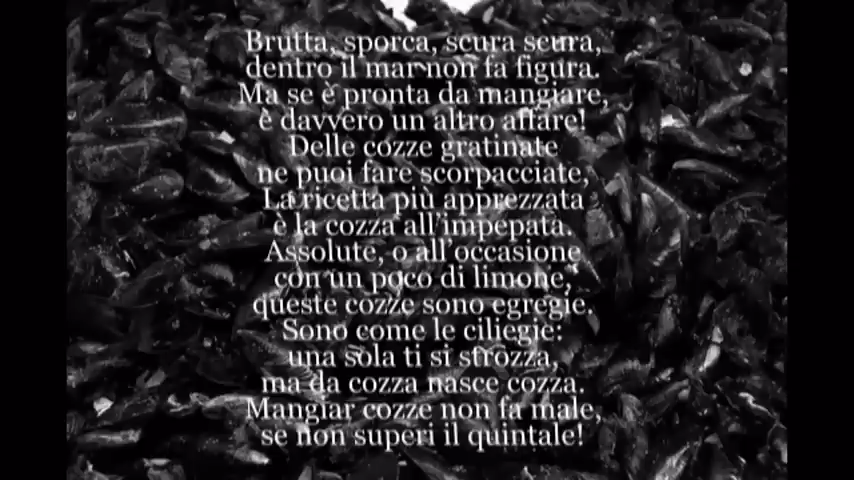 Brutta, sporca, scura scura,
dentro il mar non fa figura.
Ma se è pronta da mangiare,
è davvero un altro affare!
Delle cozze gratinate
ne puoi fare scorpacciate,
La ricetta più apprezzata
è la cozza all'impepata.
Assolute, o all'occasione
con un poco di limone,
queste cozze sono egregie.
Sono come le ciliegie:
una sola ti si strozza,
ma da cozza nasce cozza.
Mangiar cozze non fa male,
se non superi il quintale!